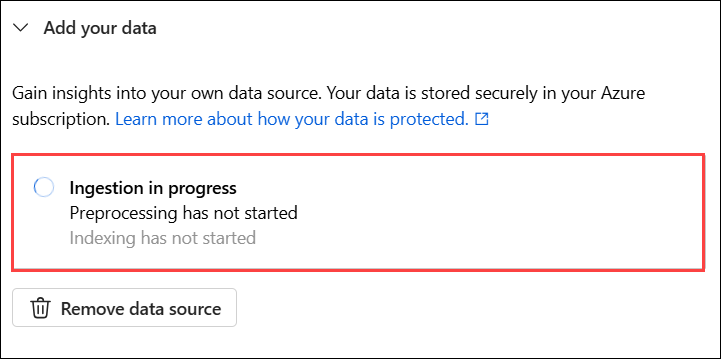 Add your data
Gain insights into your own data source. Your data is stored securely in your Azure
subscription. Learn more about how your data is protected.
Ingestion in progress
Preprocessing has not started
Indexing has not started
Remove data source